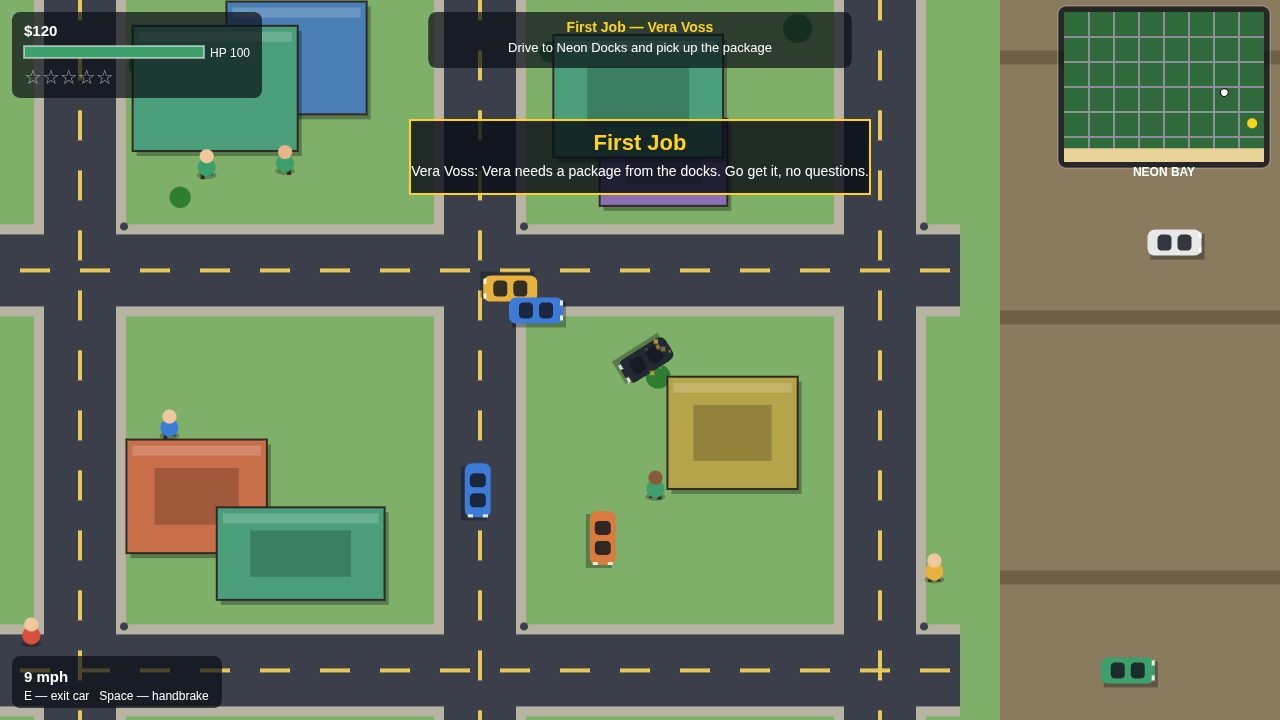 $120
HP 100
☆☆☆☆☆
First Job — Vera Voss
Drive to Neon Docks and pick up the package
First Job
Vera Voss: Vera needs a package from the docks. Go get it, no questions.
NEON BAY
9 mph
E — exit car Space — handbrake